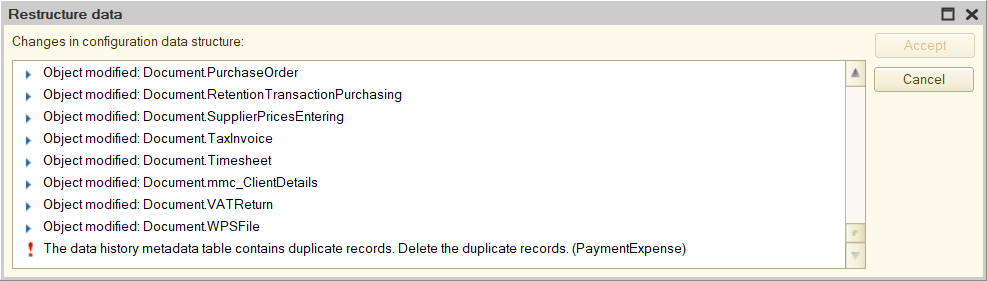 Restructure data
Changes in configuration data structure:
Accept
Object modified: Document.PurchaseOrder
Cancel
Object modified: Document.RetentionTransactionPurchasing
Object modified: Document.SupplierPricesEntering
Object modified: Document.TaxInvoice
Object modified: Document.Timesheet
Object modified: Document.mmc_ClientDetails
Object modified: Document.VATReturn
Object modified: Document.WPSFile
The data history metadata table contains duplicate records. Delete the duplicate records. (PaymentExpense)